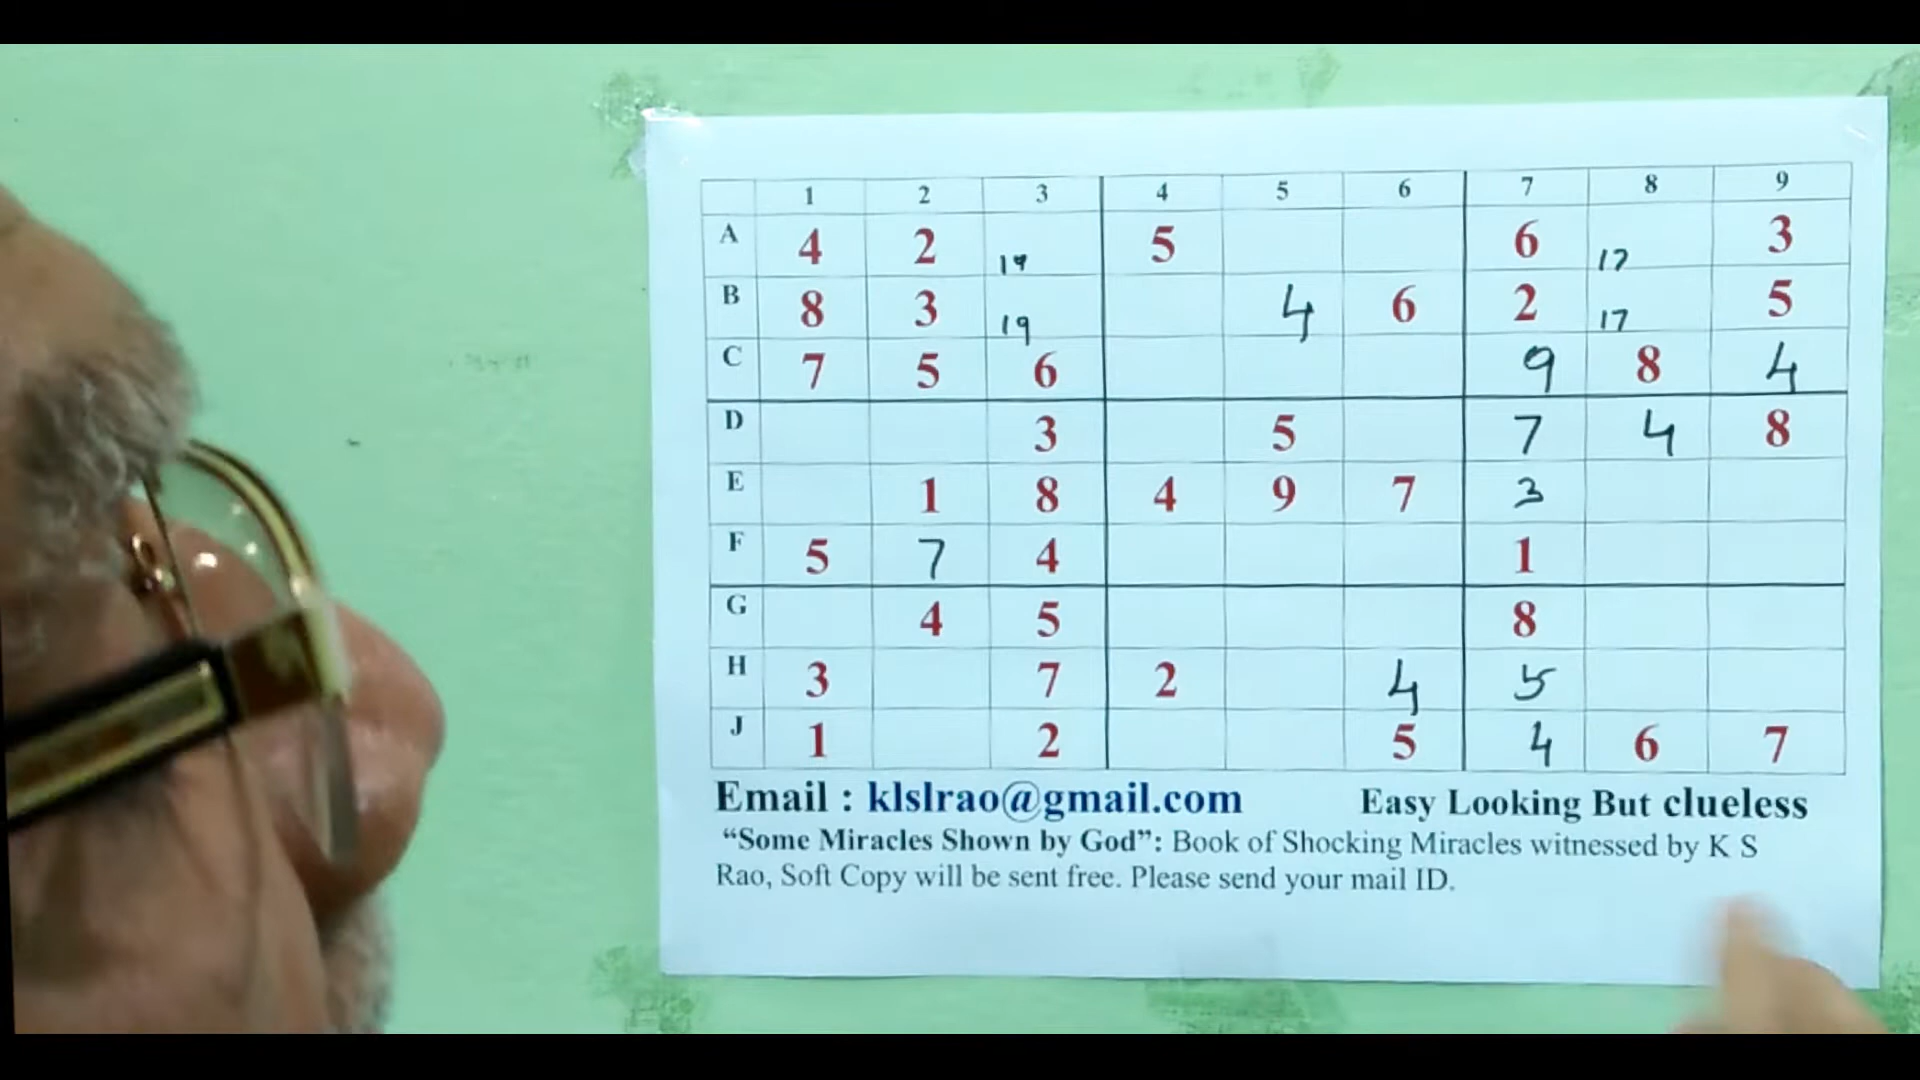 1 2 3 4 5 6 7 8 9
A 4 2 19 5 6 17 3
B 8 3 19 4 6 2 17 5
C 7 5 6 9 8 4
D 3 5 7 4 8
E 1 8 4 9 7 3
F 5 7 4 1
G 4 5 8
H 3 7 2 4 5
J 1 2 5 4 6 7
Email : klslrao@gmail.com Easy Looking But clueless
“Some Miracles Shown by God”: Book of Shocking Miracles witnessed by K S
Rao, Soft Copy will be sent free. Please send your mail ID.